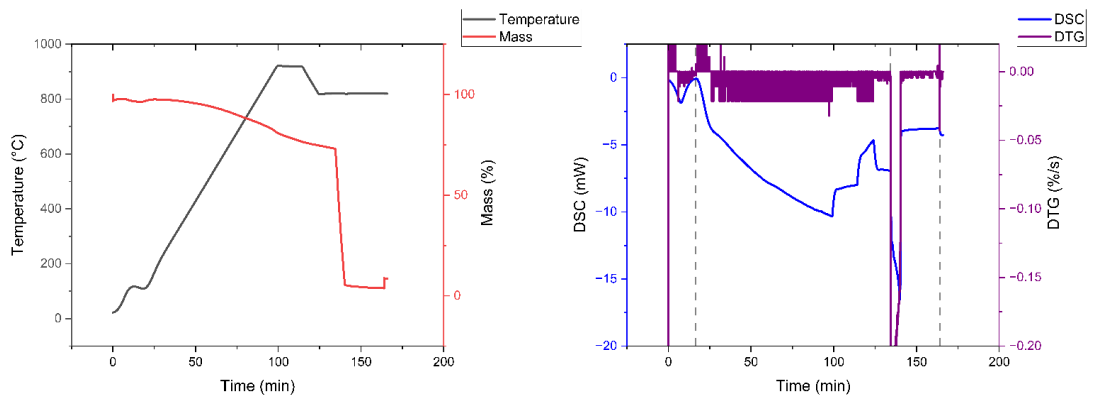 Temperature
Mass
1000
800
600
400
200
0
Temperature (°C)
100
50
0
Mass (%)
0
50
100
150
200
Time (min)
DSC
DTG
0
−5
−10
−15
−20
DSC (mW)
0.00
−0.05
−0.10
−0.15
−0.20
DTG (%/s)
0
50
100
150
200
Time (min)